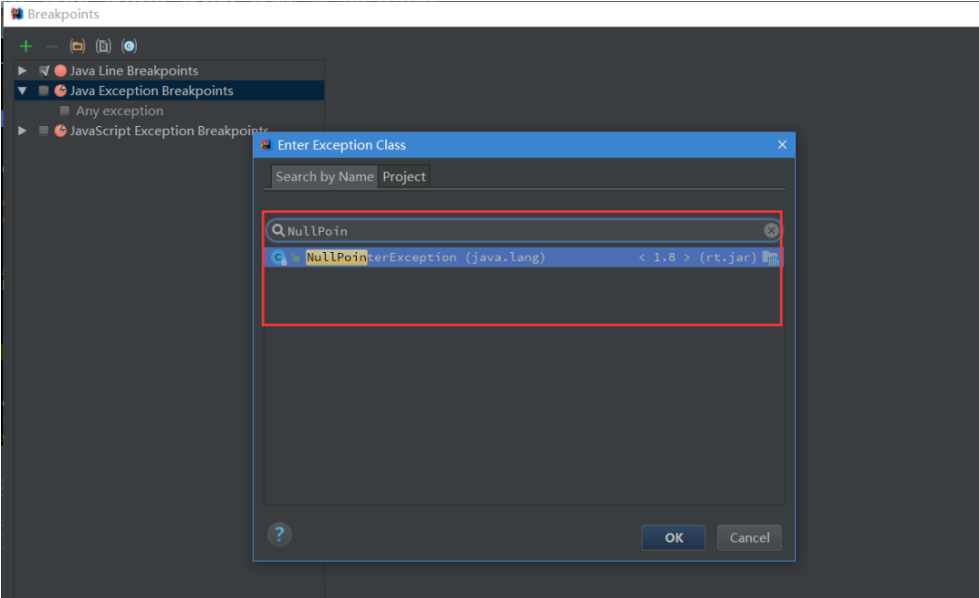 Breakpoints
Java Line Breakpoints
Java Exception Breakpoints
Any exception
JavaScript Exception Breakpoints
Enter Exception Class
Search by Name Project
NullPoin
NullPointerException (java.lang) < 1.8 > (rt.jar)
? OK Cancel